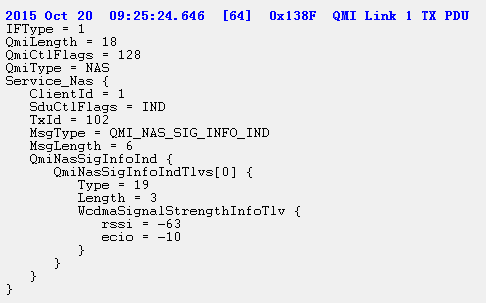 2015 Oct 20  09:25:24.646  [64]  0x138F  QMI Link 1 TX PDU
IFType = 1
QmiLength = 18
QmiCtlFlags = 128
QmiType = NAS
Service_Nas {
   ClientId = 1
   SduCtlFlags = IND
   TxId = 102
   MsgType = QMI_NAS_SIG_INFO_IND
   MsgLength = 6
   QmiNasSigInfoInd {
      QmiNasSigInfoIndTlvs[0] {
         Type = 19
         Length = 3
         WcdmaSignalStrengthInfoTlv {
            rssi = -63
            ecio = -10
         }
      }
   }
}